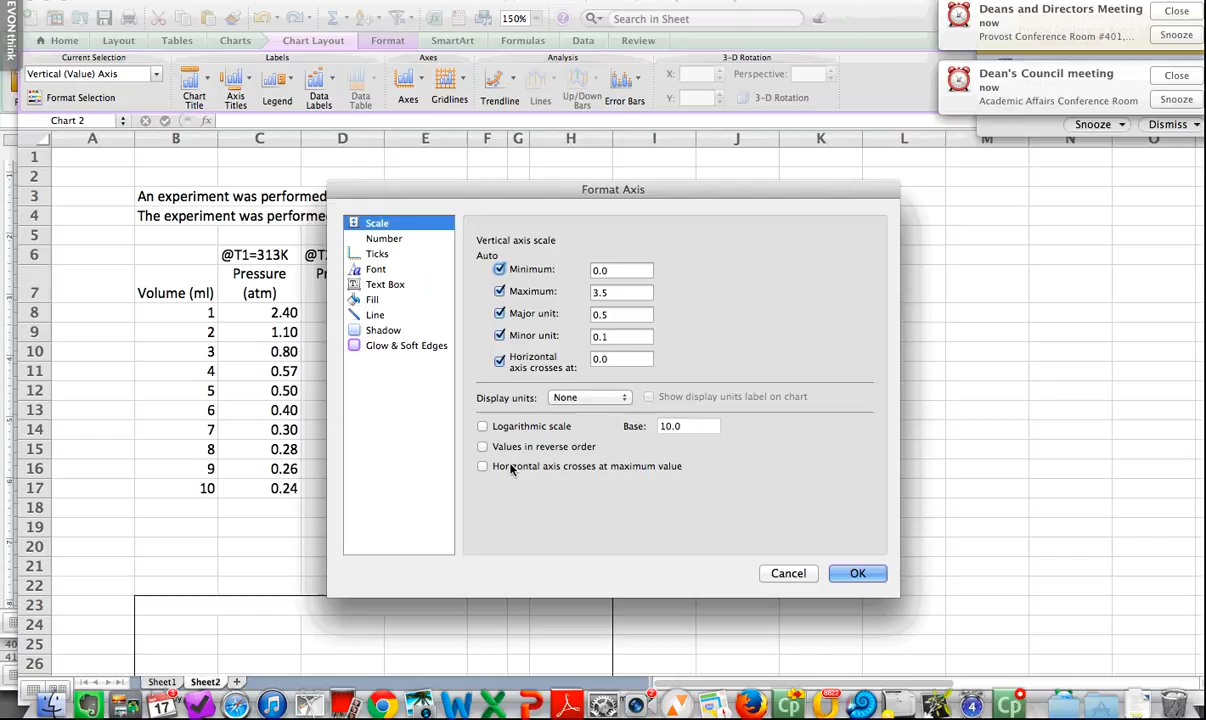 EVONthink
150%
Search in Sheet
Deans and Directors Meeting
now
Provost Conference Room #401,...
Close
Snooze
Home Layout Tables Charts Chart Layout Format SmartArt Formulas Data Review
Current Selection Labels Axes Analysis 3-D Rotation
Vertical (Value) Axis
Format Selection
Chart Title
Axis Titles
Legend
Data Labels
Data Table
Axes
Gridlines
Trendline
Lines
Up/Down Bars
Error Bars
X:
Perspective:
Y:
3-D Rotation
Dean's Council meeting
now
Academic Affairs Conference Room
Close
Snooze
Snooze Dismiss
Chart 2
fx
A B C D E F G H I J K L M N O
1
2
3 An experiment was performed
4 The experiment was performe
5
6 @T1=313K @T
7 Volume (ml) Pressure (atm) P
8 1 2.40
9 2 1.10
10 3 0.80
11 4 0.57
12 5 0.50
13 6 0.40
14 7 0.30
15 8 0.28
16 9 0.26
17 10 0.24
18
19
20
21
22
23
24
25
26
Format Axis
Scale
Number
Ticks
Font
Text Box
Fill
Line
Shadow
Glow & Soft Edges
Vertical axis scale
Auto
Minimum: 0.0
Maximum: 3.5
Major unit: 0.5
Minor unit: 0.1
Horizontal axis crosses at: 0.0
Display units: None Show display units label on chart
Logarithmic scale Base: 10.0
Values in reverse order
Horizontal axis crosses at maximum value
Cancel OK
Sheet1 Sheet2 +
17
3
2
8822
4
Cp
Cp